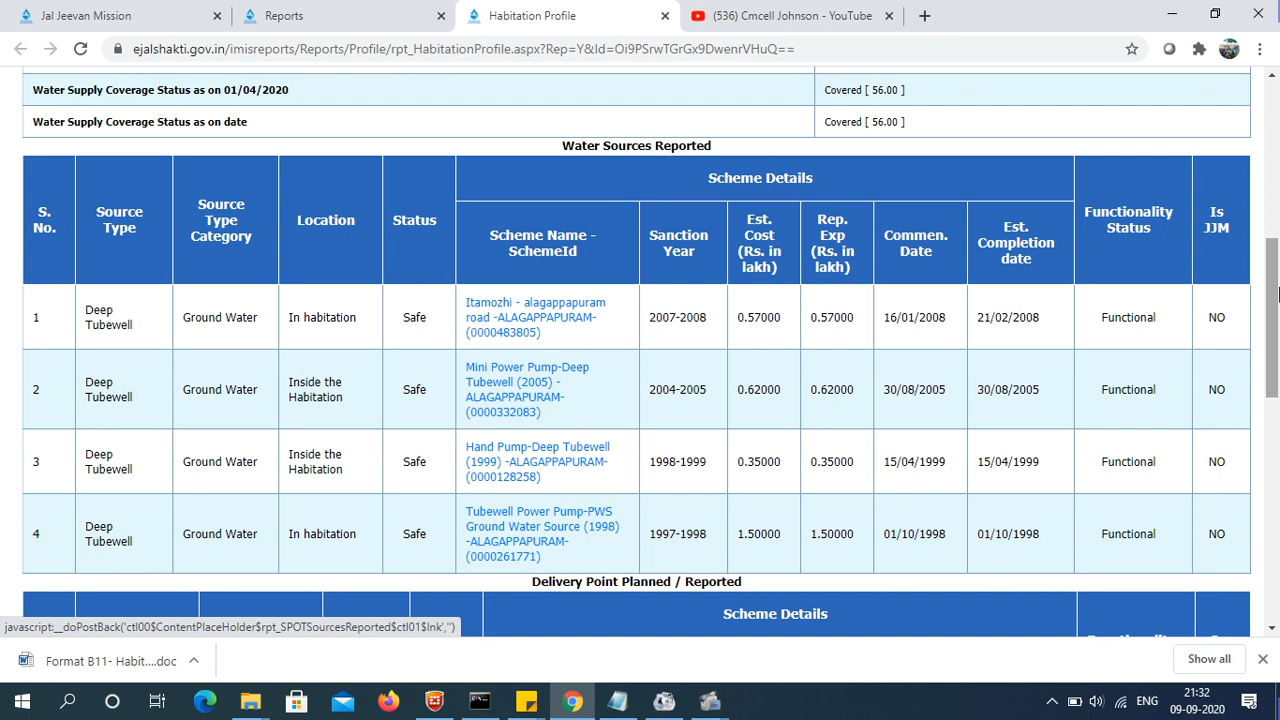 Jal Jeevan Mission
Reports
Habitation Profile
(536) Cmcell Johnson - YouTube
ejalshakti.gov.in/imisreports/Reports/Profile/rpt_HabitationProfile.aspx?Rep=Y&Id=Oi9PSrwTGrGx9DwenrVHuQ==
Water Supply Coverage Status as on 01/04/2020 Covered [ 56.00 ]
Water Supply Coverage Status as on date Covered [ 56.00 ]
Water Sources Reported
S. No. Source Type Source Type Category Location Status Scheme Details Functionality Status Is JJM
Scheme Name - SchemeId Sanction Year Est. Cost (Rs. in lakh) Rep. Exp (Rs. in lakh) Commen. Date Est. Completion date
1 Deep Tubewell Ground Water In habitation Safe Itamozhi - alagappapuram road -ALAGAPPAPURAM- (0000483805) 2007-2008 0.57000 0.57000 16/01/2008 21/02/2008 Functional NO
2 Deep Tubewell Ground Water Inside the Habitation Safe Mini Power Pump-Deep Tubewell (2005) - ALAGAPPAPURAM- (0000332083) 2004-2005 0.62000 0.62000 30/08/2005 30/08/2005 Functional NO
3 Deep Tubewell Ground Water Inside the Habitation Safe Hand Pump-Deep Tubewell (1999) -ALAGAPPAPURAM- (0000128258) 1998-1999 0.35000 0.35000 15/04/1999 15/04/1999 Functional NO
4 Deep Tubewell Ground Water In habitation Safe Tubewell Power Pump-PWS Ground Water Source (1998) -ALAGAPPAPURAM- (0000261771) 1997-1998 1.50000 1.50000 01/10/1998 01/10/1998 Functional NO
Delivery Point Planned / Reported
Scheme Details
javascript:__doPostBack('ctl00$ContentPlaceHolder$rpt_SPOTSourcesReported$ctl01$lnk','')
Format B11- Habit....doc
Show all
ENG
21:32
09-09-2020